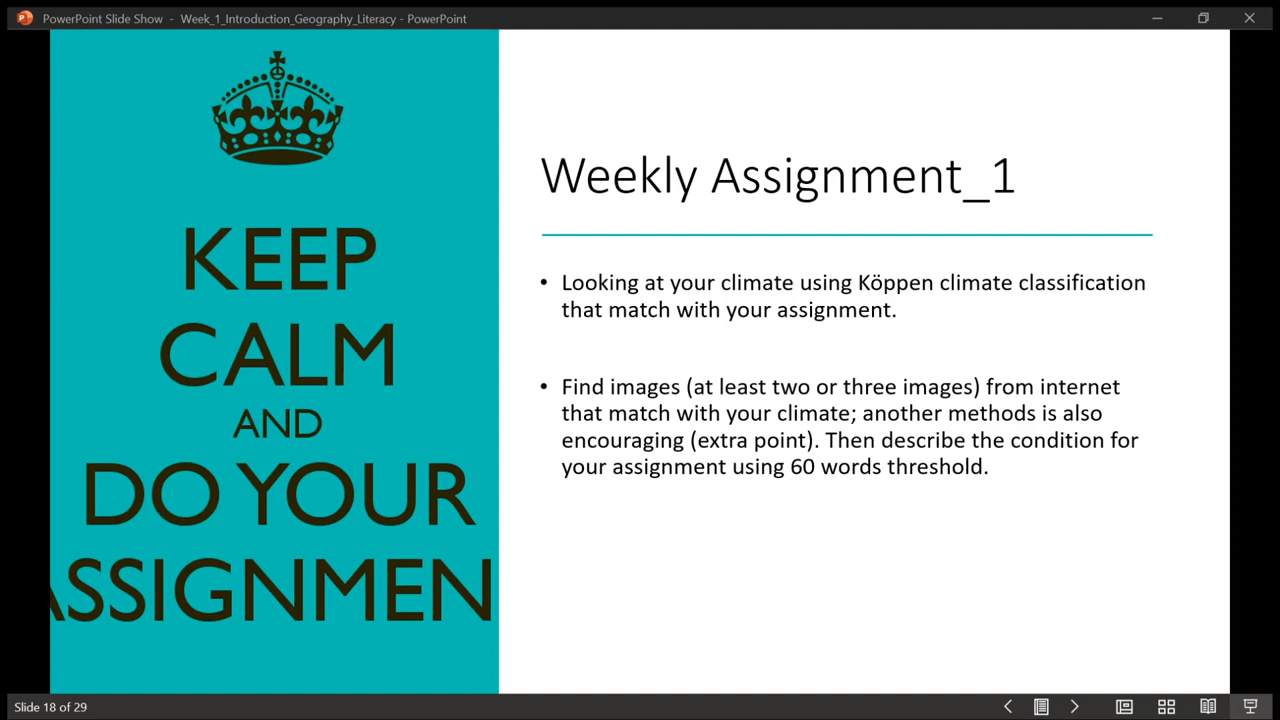 PowerPoint Slide Show - Week_1_Introduction_Geography_Literacy - PowerPoint
KEEP
CALM
AND
DO YOUR
ASSIGNMEN
Weekly Assignment_1
• Looking at your climate using Köppen climate classification
that match with your assignment.
• Find images (at least two or three images) from internet
that match with your climate; another methods is also
encouraging (extra point). Then describe the condition for
your assignment using 60 words threshold.
Slide 18 of 29